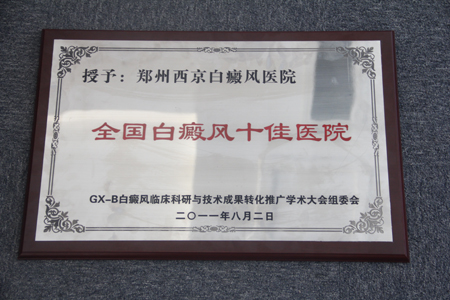 授予：郑州西京白癜风医院
全国白癜风十佳医院
GX-B白癜风临床科研与技术成果转化推广学术大会组委会
二〇一一年八月二日